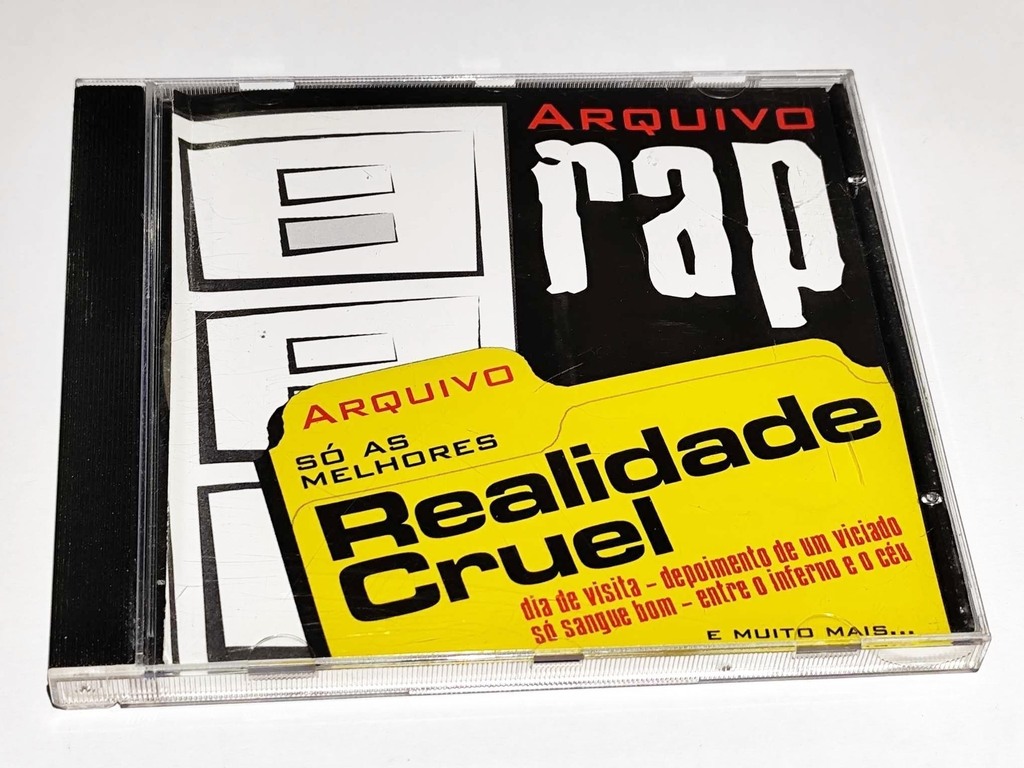 ARQUIVO
rap
ARQUIVO
SÓ AS
MELHORES
Realidade
Cruel
dia de visita - depoimento de um viciado
só sangue bom - entre o inferno e o céu
E MUITO MAIS...